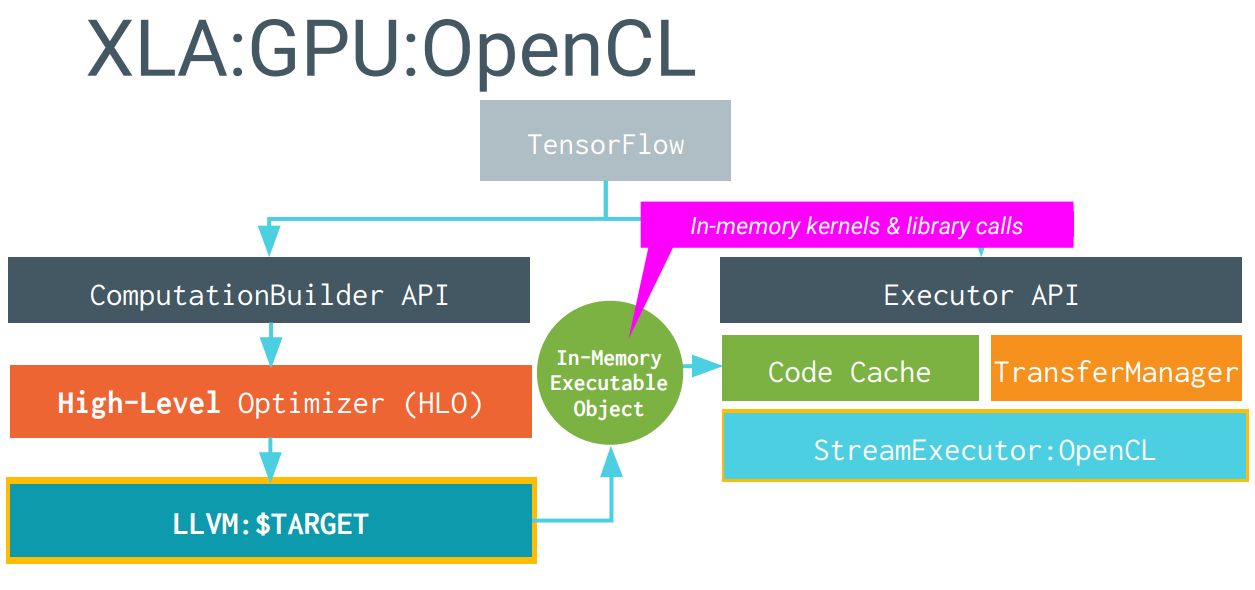 XLA:GPU:OpenCL
TensorFlow
In-memory kernels & library calls
ComputationBuilder API
Executor API
High-Level Optimizer (HLO)
In-Memory
Executable
Object
Code Cache
TransferManager
StreamExecutor:OpenCL
LLVM:$TARGET